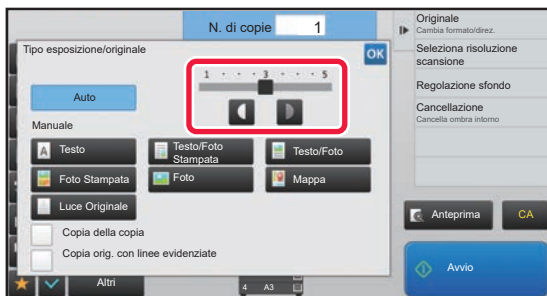 N. di copie 1
Tipo esposizione/originale
OK
1 · · · 3 · · · 5
Auto
Manuale
A Testo
Testo/Foto
Stampata
Testo/Foto
Foto Stampata
Foto
Mappa
Luce Originale
Copia della copia
Copia orig. con linee evidenziate
Altri
4 A3
Originale
Cambia formato/direz.
Seleziona risoluzione
scansione
Regolazione sfondo
Cancellazione
Cancella ombra intorno
Anteprima
CA
Avvio